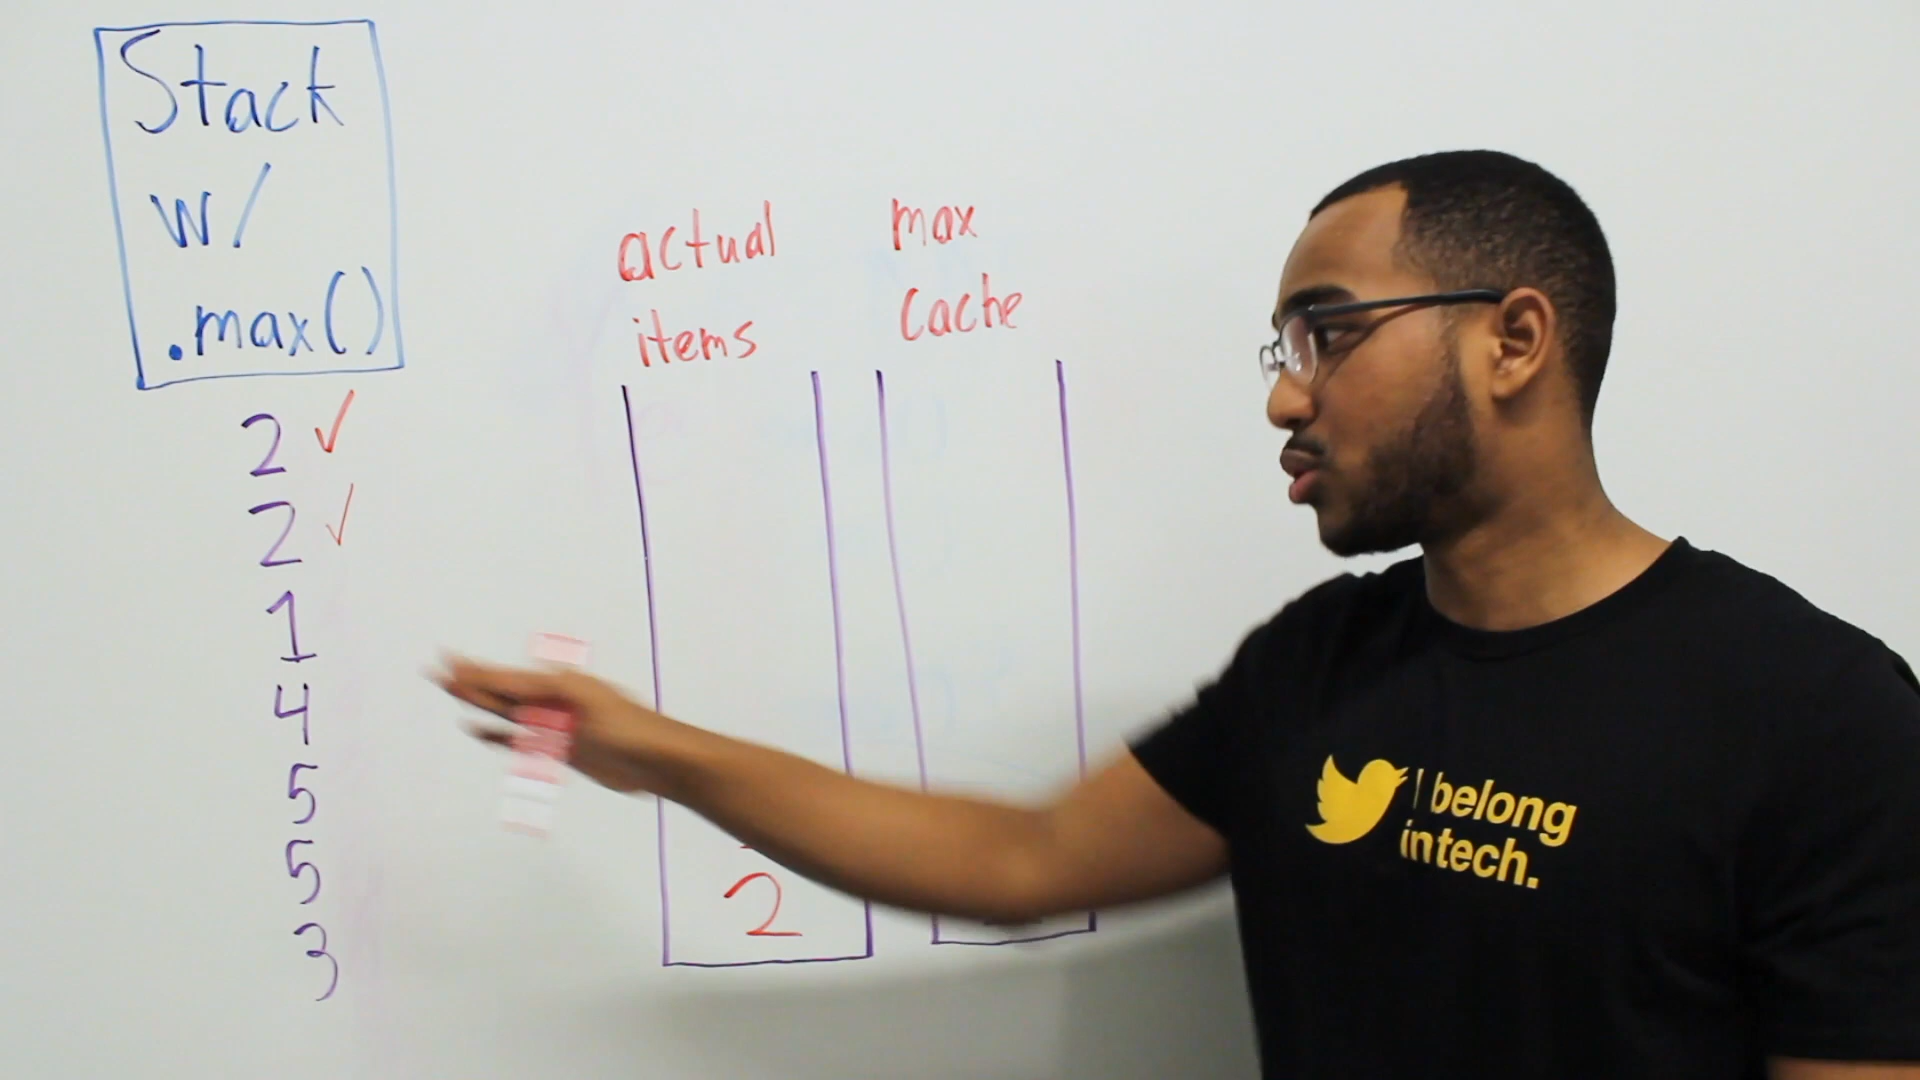 Stack
w/
.max()
2 ✓
2 ✓
1
4
5
5
3
actual
items
2
max
cache
I belong
in tech.